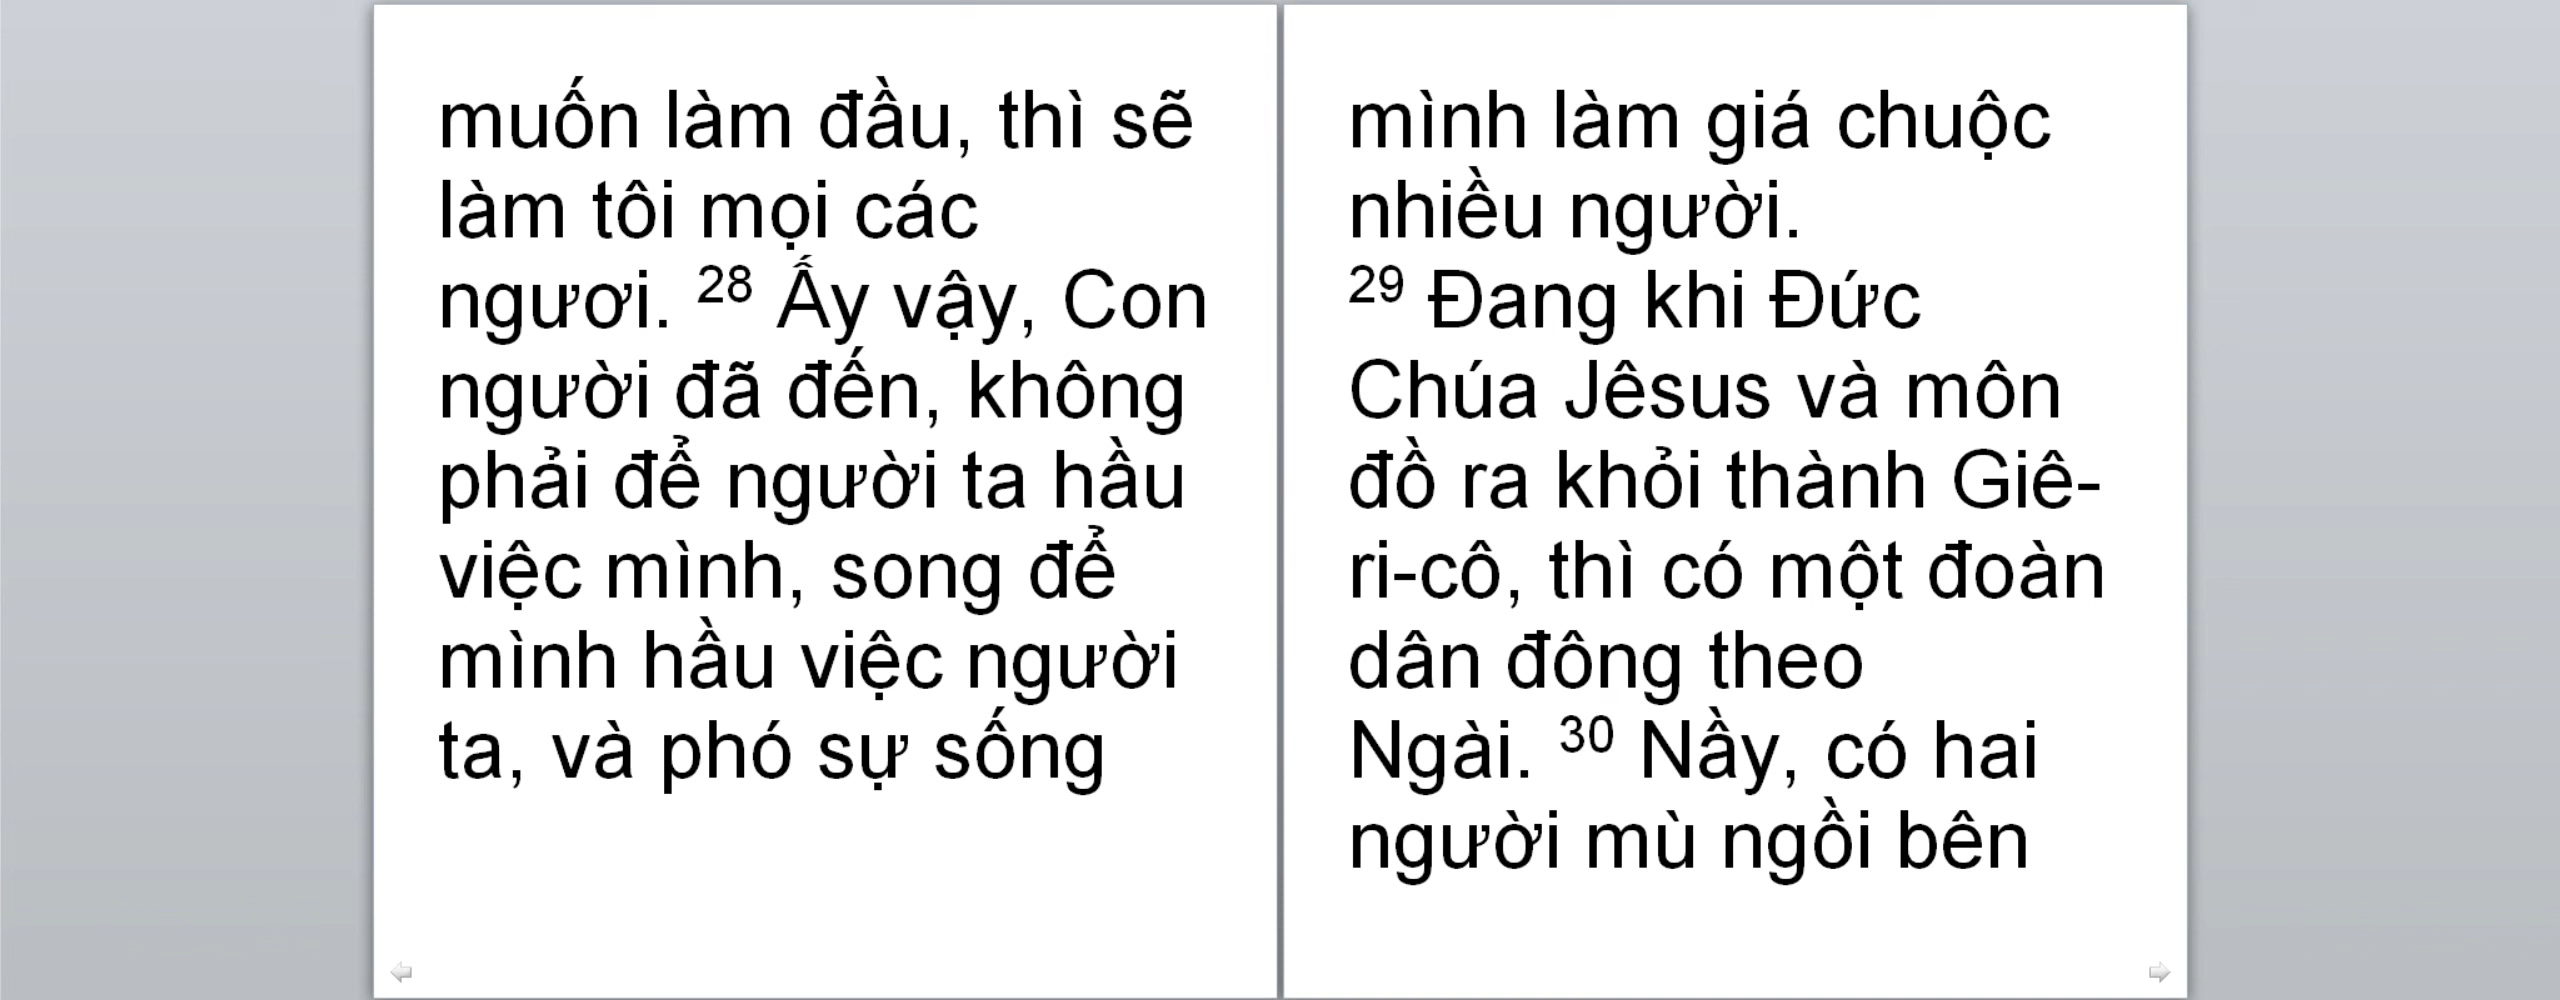 muốn làm đầu, thì sẽ
làm tôi mọi các
ngươi. 28 Ấy vậy, Con
người đã đến, không
phải để người ta hầu
việc mình, song để
mình hầu việc người
ta, và phó sự sống
mình làm giá chuộc
nhiều người.
29 Đang khi Đức
Chúa Jêsus và môn
đồ ra khỏi thành Giê-
ri-cô, thì có một đoàn
dân đông theo
Ngài. 30 Nầy, có hai
người mù ngồi bên